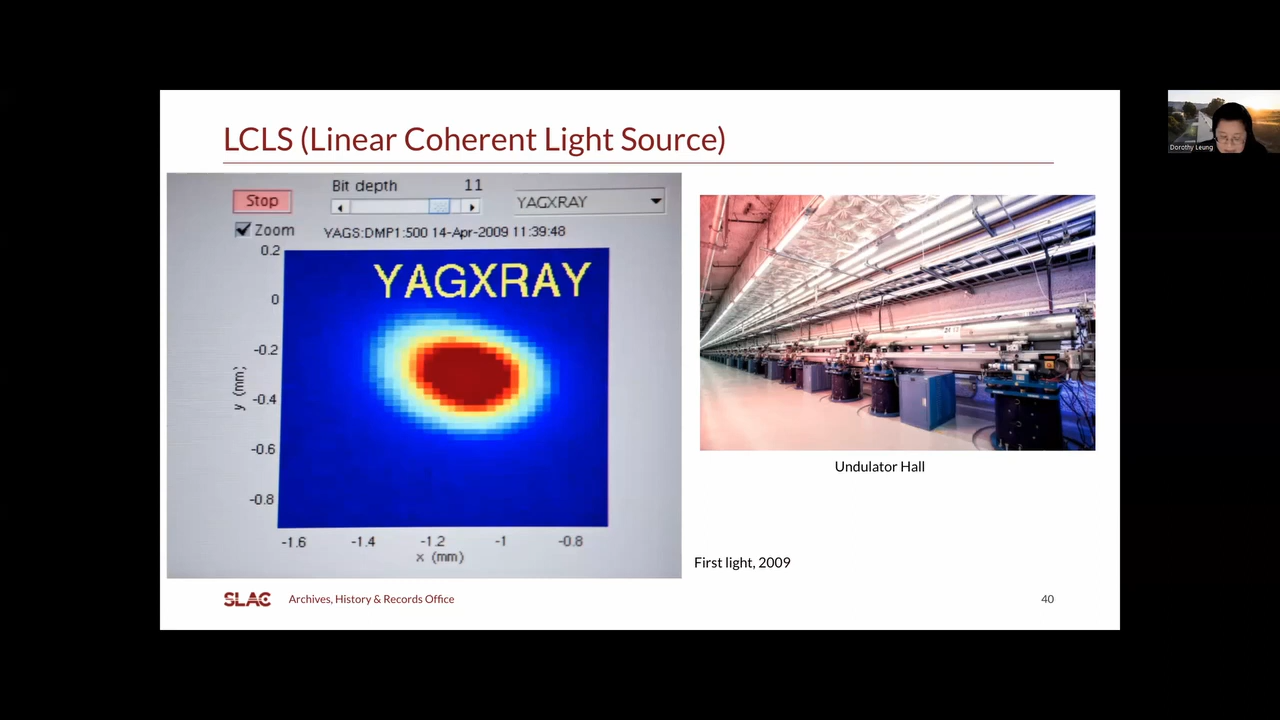 LCLS (Linear Coherent Light Source)
Stop
Bit depth 11
YAGXRAY
Zoom
YAGS:DMP1:500 14-Apr-2009 11:39:48
YAGXRAY
0.2
0
-0.2
-0.4
-0.6
-0.8
y (mm)
-1.6 -1.4 -1.2 -1 -0.8
x (mm)
Undulator Hall
First light, 2009
SLAC Archives, History & Records Office
40
Dorothy Leung